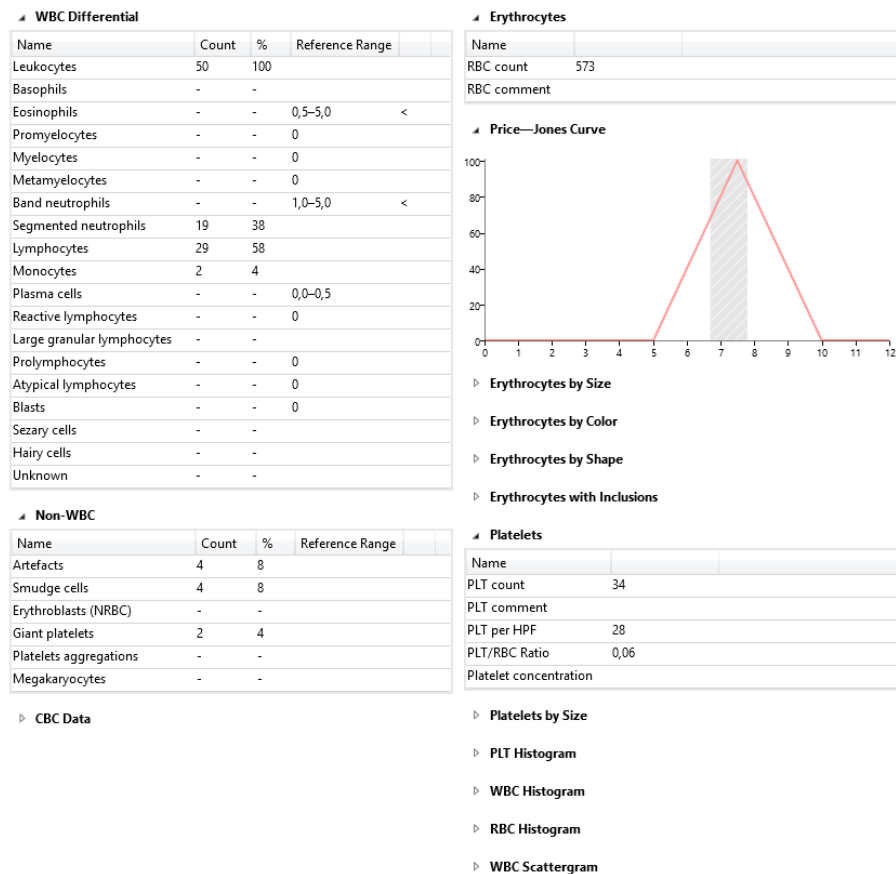 WBC Differential
Name Count % Reference Range
Leukocytes 50 100
Basophils - -
Eosinophils - - 0,5–5,0 <
Promyelocytes - - 0
Myelocytes - - 0
Metamyelocytes - - 0
Band neutrophils - - 1,0–5,0 <
Segmented neutrophils 19 38
Lymphocytes 29 58
Monocytes 2 4
Plasma cells - - 0,0–0,5
Reactive lymphocytes - - 0
Large granular lymphocytes - -
Prolymphocytes - - 0
Atypical lymphocytes - - 0
Blasts - - 0
Sezary cells - -
Hairy cells - -
Unknown - -
Non-WBC
Name Count % Reference Range
Artefacts 4 8
Smudge cells 4 8
Erythroblasts (NRBC) - -
Giant platelets 2 4
Platelets aggregations - -
Megakaryocytes - -
CBC Data
Erythrocytes
Name
RBC count 573
RBC comment
Price—Jones Curve
100
80
60
40
20
0
0 1 2 3 4 5 6 7 8 9 10 11 12
Erythrocytes by Size
Erythrocytes by Color
Erythrocytes by Shape
Erythrocytes with Inclusions
Platelets
Name
PLT count 34
PLT comment
PLT per HPF 28
PLT/RBC Ratio 0,06
Platelet concentration
Platelets by Size
PLT Histogram
WBC Histogram
RBC Histogram
WBC Scattergram